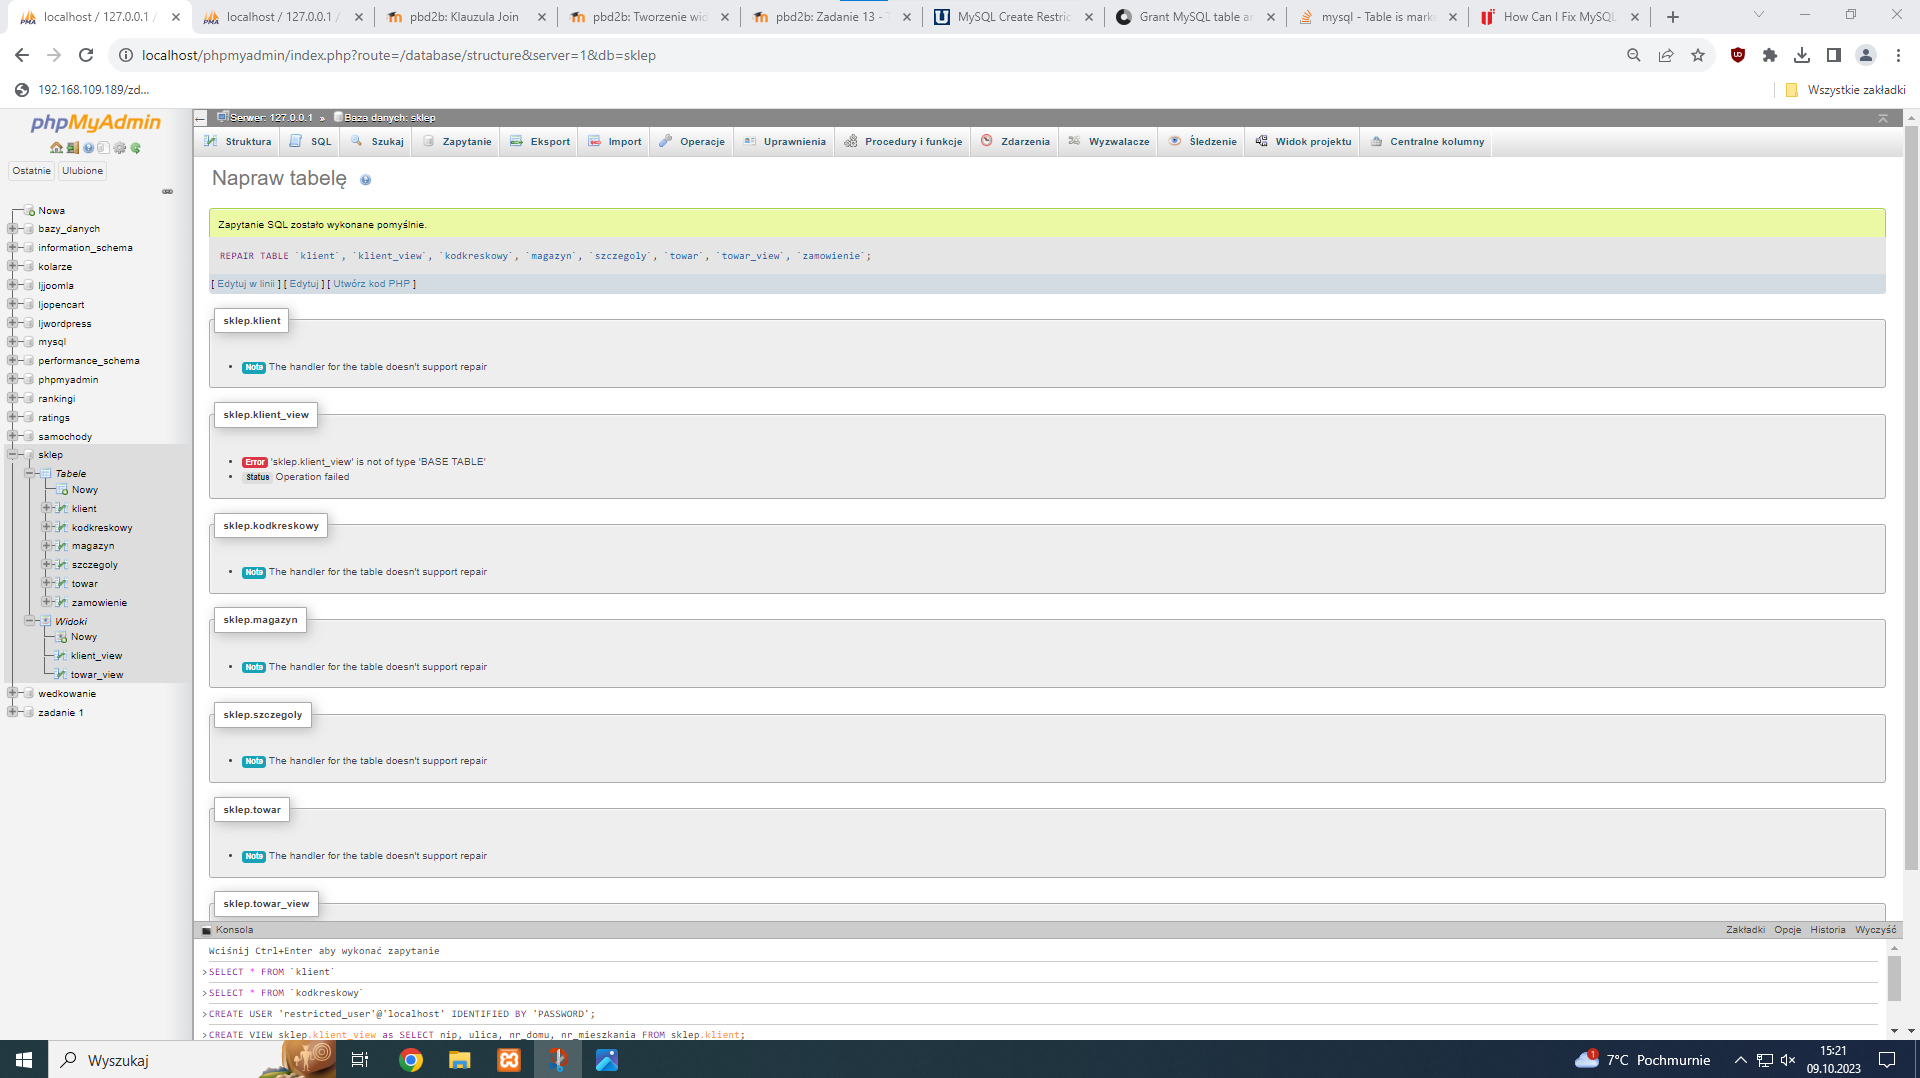 localhost / 127.0.0.1 /
localhost / 127.0.0.1 /
pbd2b: Klauzula Join
pbd2b: Tworzenie wid
pbd2b: Zadanie 13 - T
MySQL Create Restric
Grant MySQL table an
mysql - Table is mark
How Can I Fix MySQL
localhost/phpmyadmin/index.php?route=/database/structure&server=1&db=sklep
192.168.109.189/zd...
Wszystkie zakładki
phpMyAdmin
Ostatnie
Ulubione
Nowa
bazy_danych
information_schema
kolarze
ljjoomla
ljopencart
ljwordpress
mysql
performance_schema
phpmyadmin
rankingi
ratings
samochody
sklep
Tabele
Nowy
klient
kodkreskowy
magazyn
szczegoly
towar
zamowienie
Widoki
Nowy
klient_view
towar_view
wedkowanie
zadanie 1
Serwer: 127.0.0.1 » Baza danych: sklep
Struktura
SQL
Szukaj
Zapytanie
Eksport
Import
Operacje
Uprawnienia
Procedury i funkcje
Zdarzenia
Wyzwalacze
Śledzenie
Widok projektu
Centralne kolumny
Napraw tabelę
Zapytanie SQL zostało wykonane pomyślnie.
REPAIR TABLE `klient`, `klient_view`, `kodkreskowy`, `magazyn`, `szczegoly`, `towar`, `towar_view`, `zamowienie`;
[ Edytuj w linii ] [ Edytuj ] [ Utwórz kod PHP ]
sklep.klient
Note The handler for the table doesn't support repair
sklep.klient_view
Error 'sklep.klient_view' is not of type 'BASE TABLE'
Status Operation failed
sklep.kodkreskowy
Note The handler for the table doesn't support repair
sklep.magazyn
Note The handler for the table doesn't support repair
sklep.szczegoly
Note The handler for the table doesn't support repair
sklep.towar
Note The handler for the table doesn't support repair
sklep.towar_view
Konsola
Zakładki Opcje Historia Wyczyść
Wciśnij Ctrl+Enter aby wykonać zapytanie
>SELECT * FROM `klient`
>SELECT * FROM `kodkreskowy`
>CREATE USER 'restricted_user'@'localhost' IDENTIFIED BY 'PASSWORD';
>CREATE VIEW sklep.klient_view as SELECT nip, ulica, nr_domu, nr_mieszkania FROM sklep.klient;
Wyszukaj
1
7°C Pochmurnie
15:21
09.10.2023